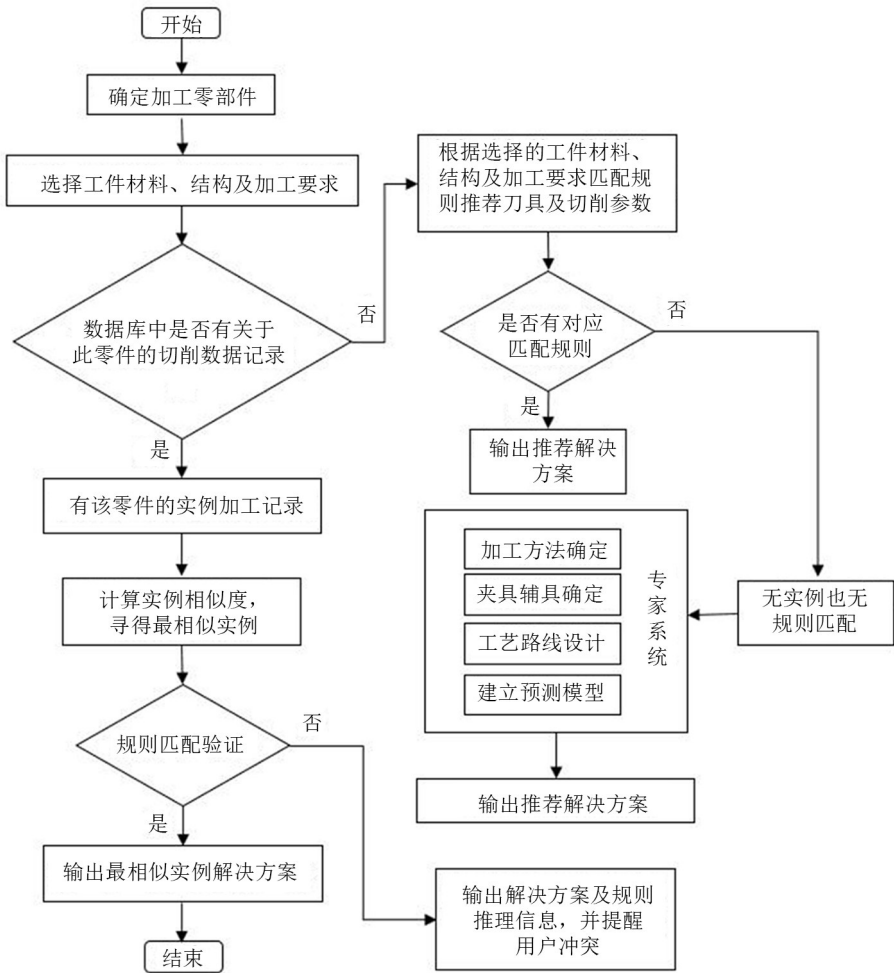 开始
确定加工零部件
选择工件材料、结构及加工要求
数据库中是否有关于
此零件的切削数据记录
否
是
有该零件的实例加工记录
计算实例相似度，
寻得最相似实例
规则匹配验证
否
是
输出最相似实例解决方案
结束
根据选择的工件材料、
结构及加工要求匹配规
则推荐刀具及切削参数
是否有对应
匹配规则
否
是
输出推荐解决
方案
加工方法确定
夹具辅具确定
工艺路线设计
建立预测模型
专家系统
无实例也无
规则匹配
输出推荐解决方案
输出解决方案及规则
推理信息，并提醒
用户冲突